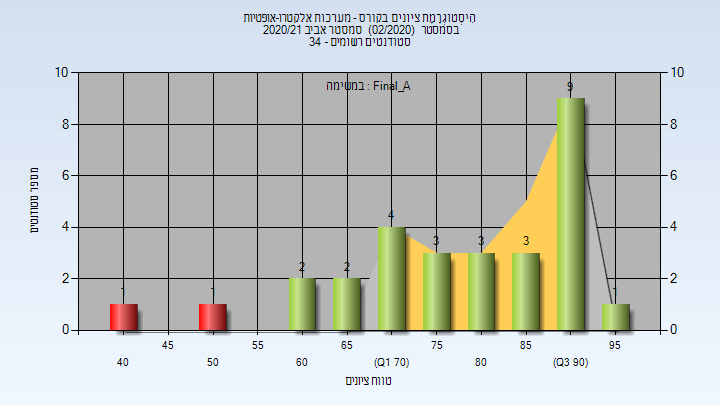 היסטוגרמת ציונים בקורס - מערכות אלקטרו-אופטיות
בסמסטר (02/2020) סמסטר אביב 2020/21
סטודנטים רשומים - 34
במשימה : Final_A
מספר סטודנטים
10 10
8 8
6 6
4 4
2 2
0 0
1 1 2 2 4 3 3 3 9 1
45 55 65 75 85 95
40 50 60 (Q1 70) 80 (Q3 90)
טווח ציונים